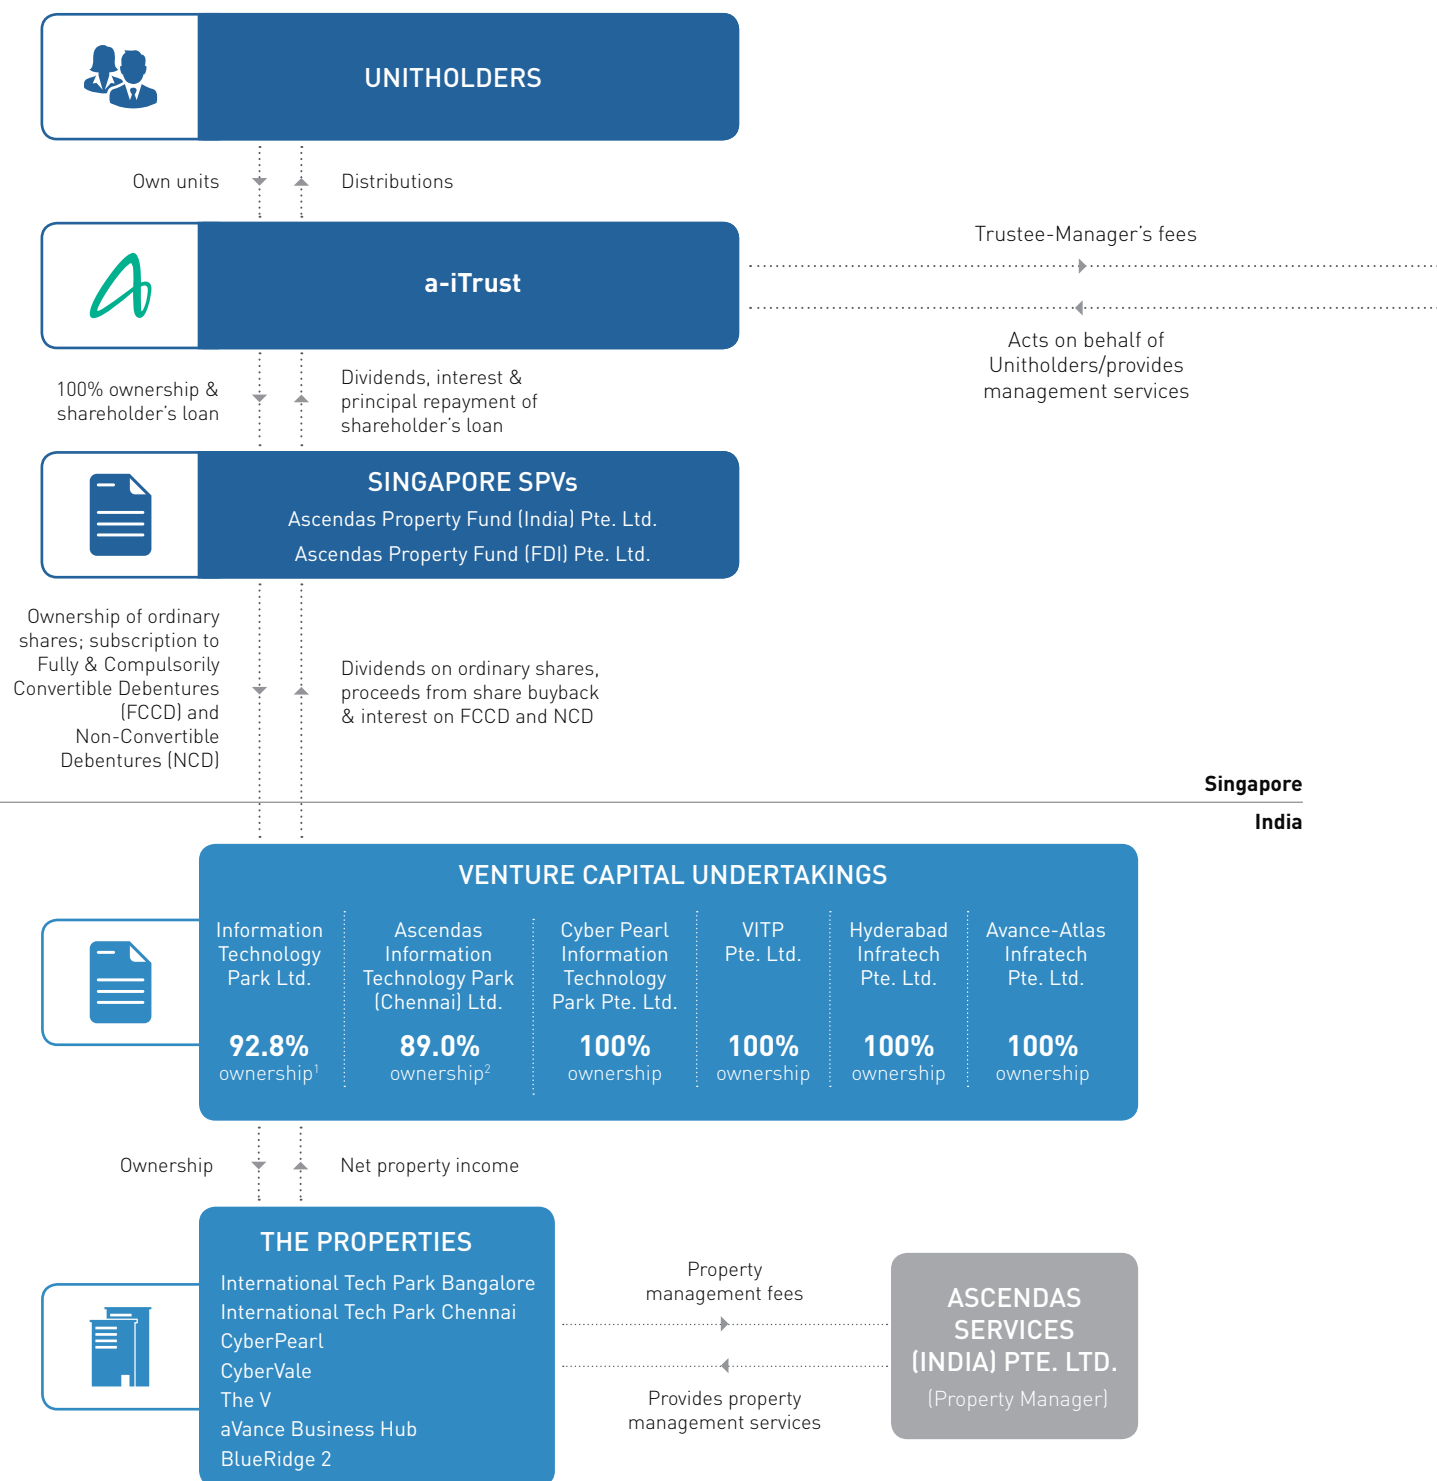 UNITHOLDERS
Own units
Distributions
a-iTrust
Trustee-Manager's fees
Acts on behalf of
Unitholders/provides
management services
100% ownership &
shareholder's loan
Dividends, interest &
principal repayment of
shareholder's loan
SINGAPORE SPVs
Ascendas Property Fund (India) Pte. Ltd.
Ascendas Property Fund (FDI) Pte. Ltd.
Ownership of ordinary
shares; subscription to
Fully & Compulsorily
Convertible Debentures
(FCCD) and
Non-Convertible
Debentures (NCD)
Dividends on ordinary shares,
proceeds from share buyback
& interest on FCCD and NCD
Singapore
India
VENTURE CAPITAL UNDERTAKINGS
Information
Technology
Park Ltd.
92.8%
ownership¹
Ascendas
Information
Technology Park
(Chennai) Ltd.
89.0%
ownership²
Cyber Pearl
Information
Technology
Park Pte. Ltd.
100%
ownership
VITP
Pte. Ltd.
100%
ownership
Hyderabad
Infratech
Pte. Ltd.
100%
ownership
Avance-Atlas
Infratech
Pte. Ltd.
100%
ownership
Ownership
Net property income
THE PROPERTIES
International Tech Park Bangalore
International Tech Park Chennai
CyberPearl
CyberVale
The V
aVance Business Hub
BlueRidge 2
Property
management fees
Provides property
management services
ASCENDAS
SERVICES
(INDIA) PTE. LTD.
(Property Manager)